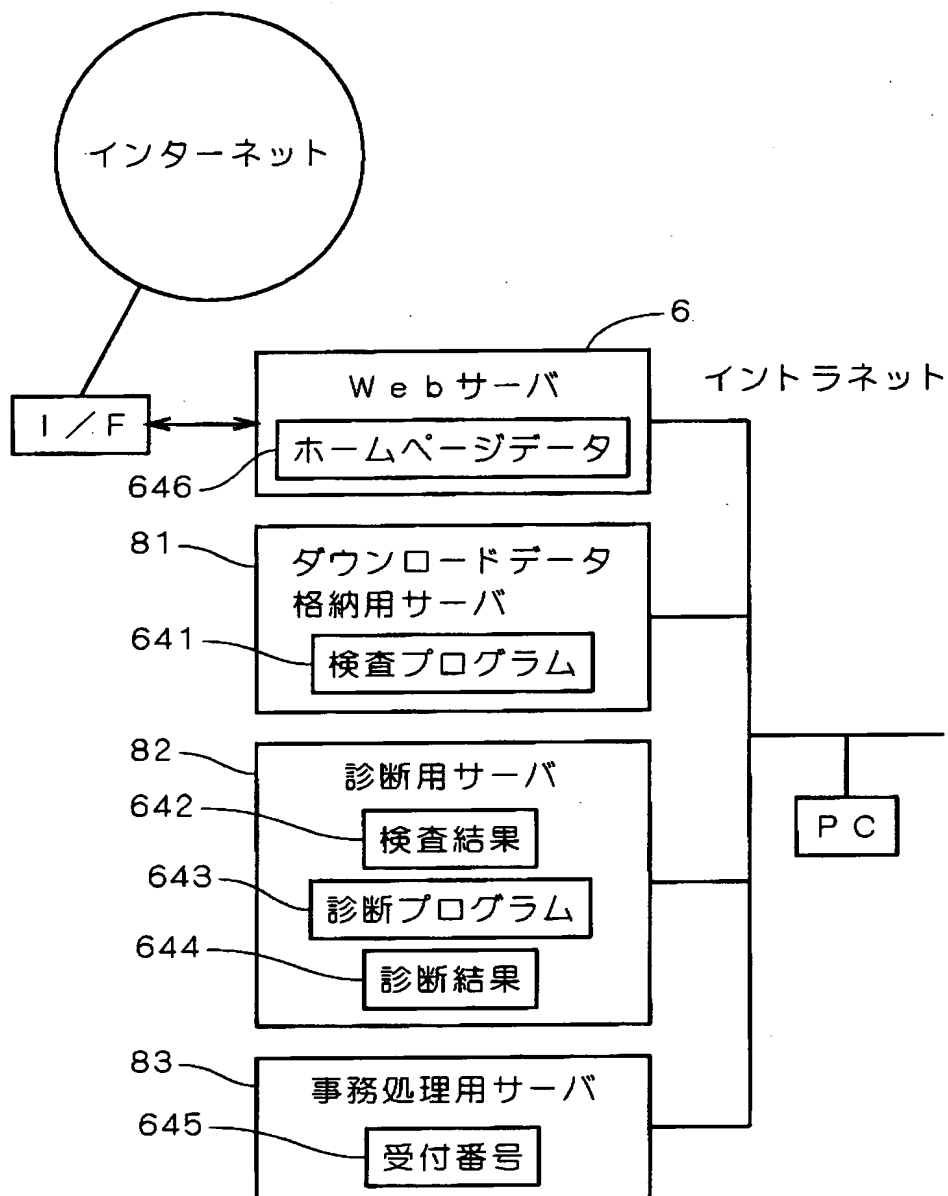 インターネット
6
Ｗｅｂサーバ
イントラネット
Ｉ／Ｆ
ホームページデータ
646
81
ダウンロードデータ
格納用サーバ
641
検査プログラム
82
診断用サーバ
642
検査結果
ＰＣ
643
診断プログラム
644
診断結果
83
事務処理用サーバ
645
受付番号